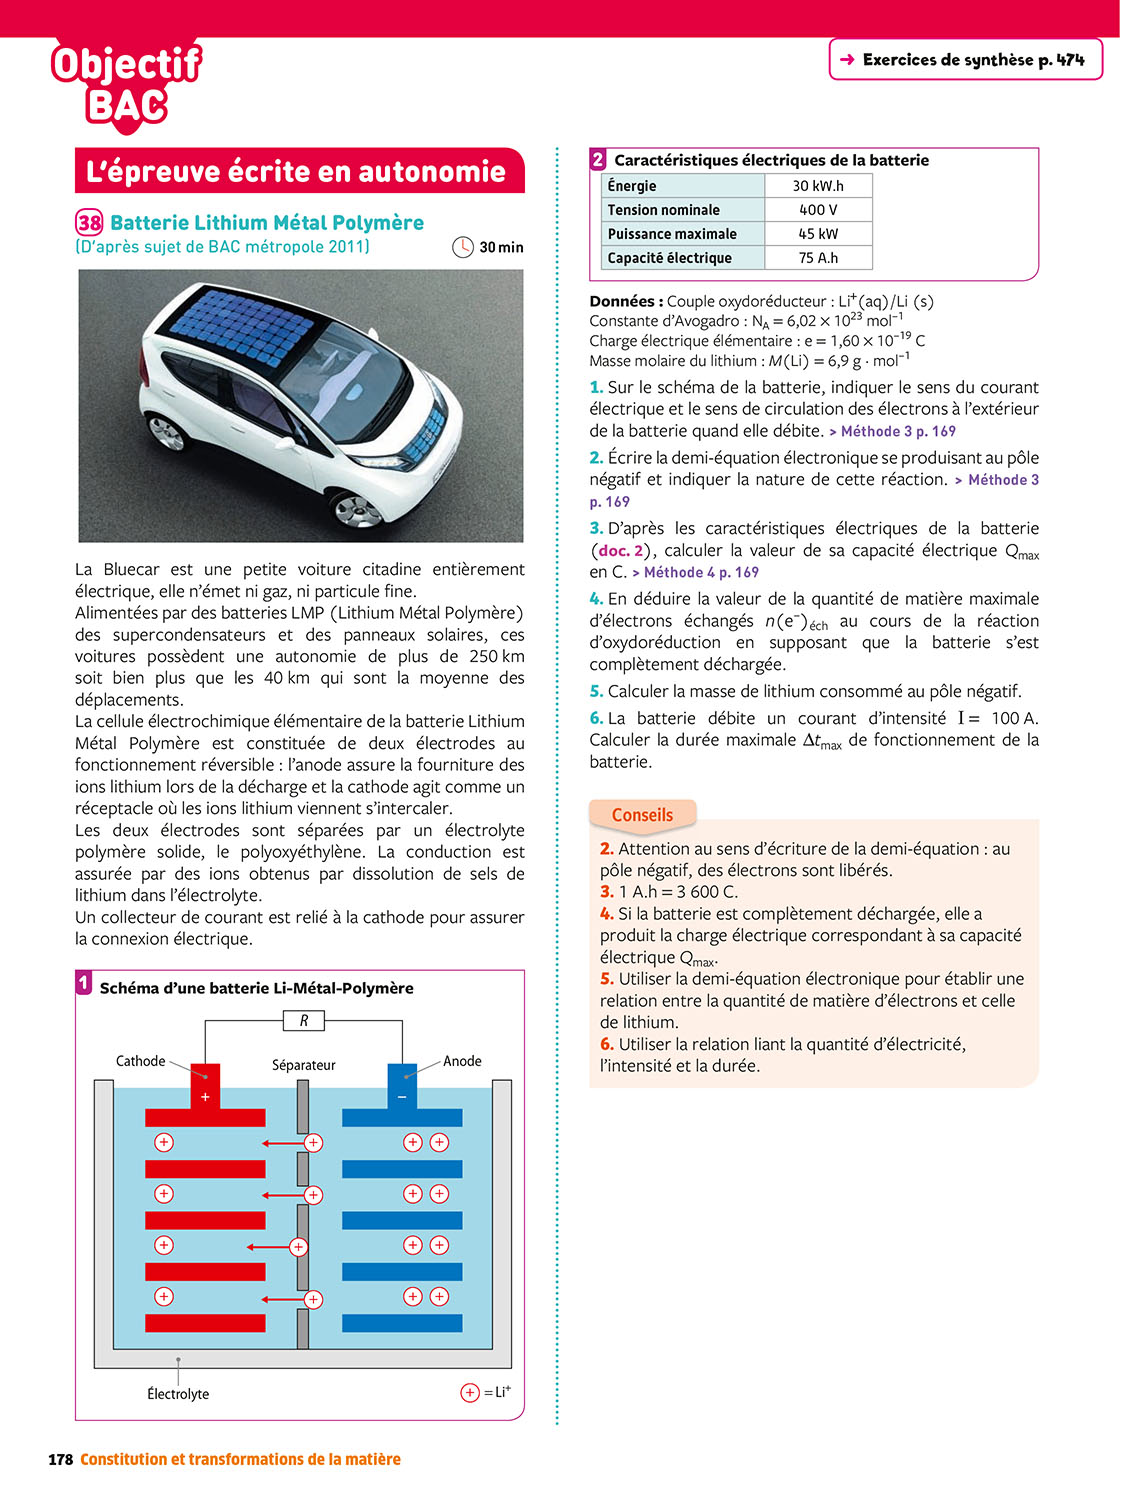 Objectif
BAC
→ Exercices de synthèse p. 474
L'épreuve écrite en autonomie
38 Batterie Lithium Métal Polymère
(D'après sujet de BAC métropole 2011)
30 min
La Bluecar est une petite voiture citadine entièrement
électrique, elle n'émet ni gaz, ni particule fine.
Alimentées par des batteries LMP (Lithium Métal Polymère)
des supercondensateurs et des panneaux solaires, ces
voitures possèdent une autonomie de plus de 250 km
soit bien plus que les 40 km qui sont la moyenne des
déplacements.
La cellule électrochimique élémentaire de la batterie Lithium
Métal Polymère est constituée de deux électrodes au
fonctionnement réversible : l'anode assure la fourniture des
ions lithium lors de la décharge et la cathode agit comme un
réceptacle où les ions lithium viennent s'intercaler.
Les deux électrodes sont séparées par un électrolyte
polymère solide, le polyoxyéthylène. La conduction est
assurée par des ions obtenus par dissolution de sels de
lithium dans l'électrolyte.
Un collecteur de courant est relié à la cathode pour assurer
la connexion électrique.
1 Schéma d'une batterie Li-Métal-Polymère
R
Cathode
Séparateur
Anode
+
–
+ + + +
+ + + +
+ + + +
+ + + +
Électrolyte
+ = Li⁺
2 Caractéristiques électriques de la batterie
Énergie 30 kW.h
Tension nominale 400 V
Puissance maximale 45 kW
Capacité électrique 75 A.h
Données : Couple oxydoréducteur : Li⁺(aq)/Li (s)
Constante d'Avogadro : N_A = 6,02 × 10²³ mol⁻¹
Charge électrique élémentaire : e = 1,60 × 10⁻¹⁹ C
Masse molaire du lithium : M(Li) = 6,9 g · mol⁻¹
1. Sur le schéma de la batterie, indiquer le sens du courant
électrique et le sens de circulation des électrons à l'extérieur
de la batterie quand elle débite. > Méthode 3 p. 169
2. Écrire la demi-équation électronique se produisant au pôle
négatif et indiquer la nature de cette réaction. > Méthode 3
p. 169
3. D'après les caractéristiques électriques de la batterie
(doc. 2), calculer la valeur de sa capacité électrique Qmax
en C. > Méthode 4 p. 169
4. En déduire la valeur de la quantité de matière maximale
d'électrons échangés n(e⁻)éch au cours de la réaction
d'oxydoréduction en supposant que la batterie s'est
complètement déchargée.
5. Calculer la masse de lithium consommé au pôle négatif.
6. La batterie débite un courant d'intensité I = 100 A.
Calculer la durée maximale Δtmax de fonctionnement de la
batterie.
Conseils
2. Attention au sens d'écriture de la demi-équation : au
pôle négatif, des électrons sont libérés.
3. 1 A.h = 3 600 C.
4. Si la batterie est complètement déchargée, elle a
produit la charge électrique correspondant à sa capacité
électrique Qmax.
5. Utiliser la demi-équation électronique pour établir une
relation entre la quantité de matière d'électrons et celle
de lithium.
6. Utiliser la relation liant la quantité d'électricité,
l'intensité et la durée.
178 Constitution et transformations de la matière